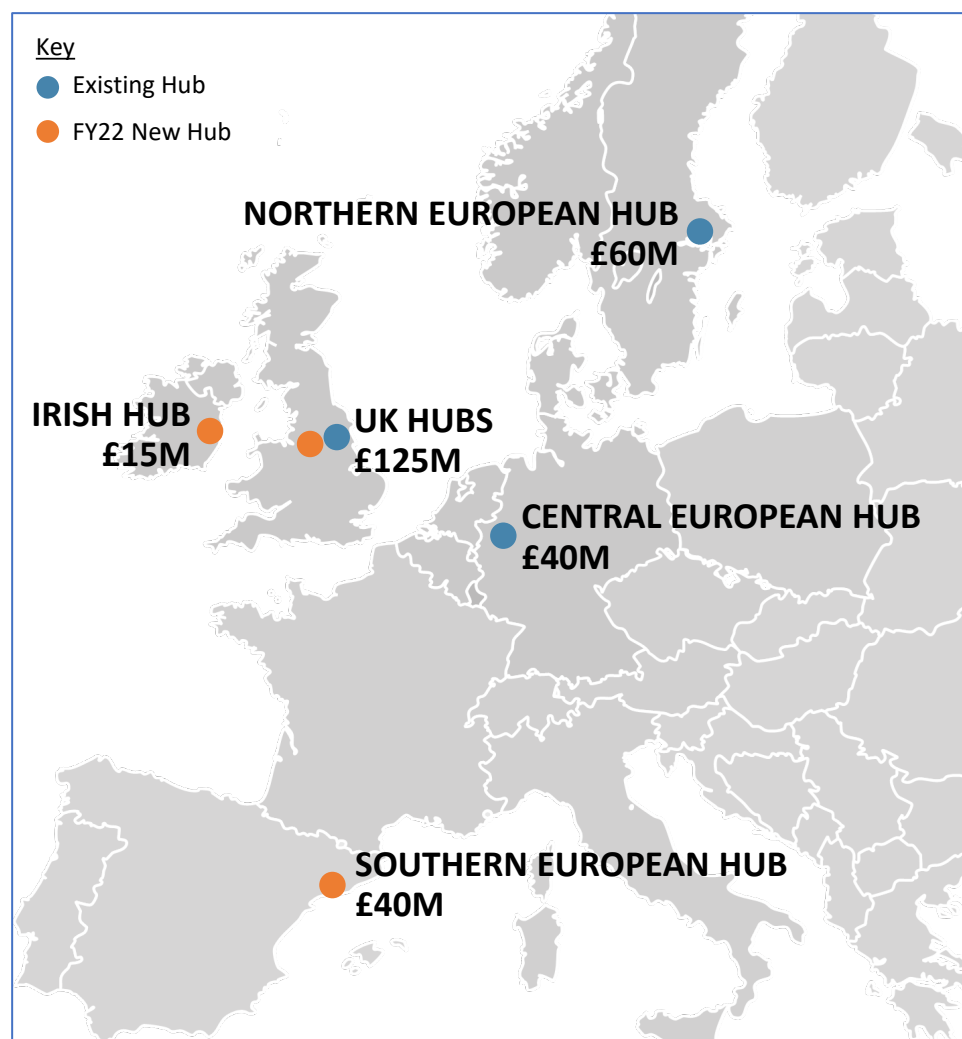 Key
Existing Hub
FY22 New Hub
NORTHERN EUROPEAN HUB
£60M
IRISH HUB
£15M
UK HUBS
£125M
CENTRAL EUROPEAN HUB
£40M
SOUTHERN EUROPEAN HUB
£40M